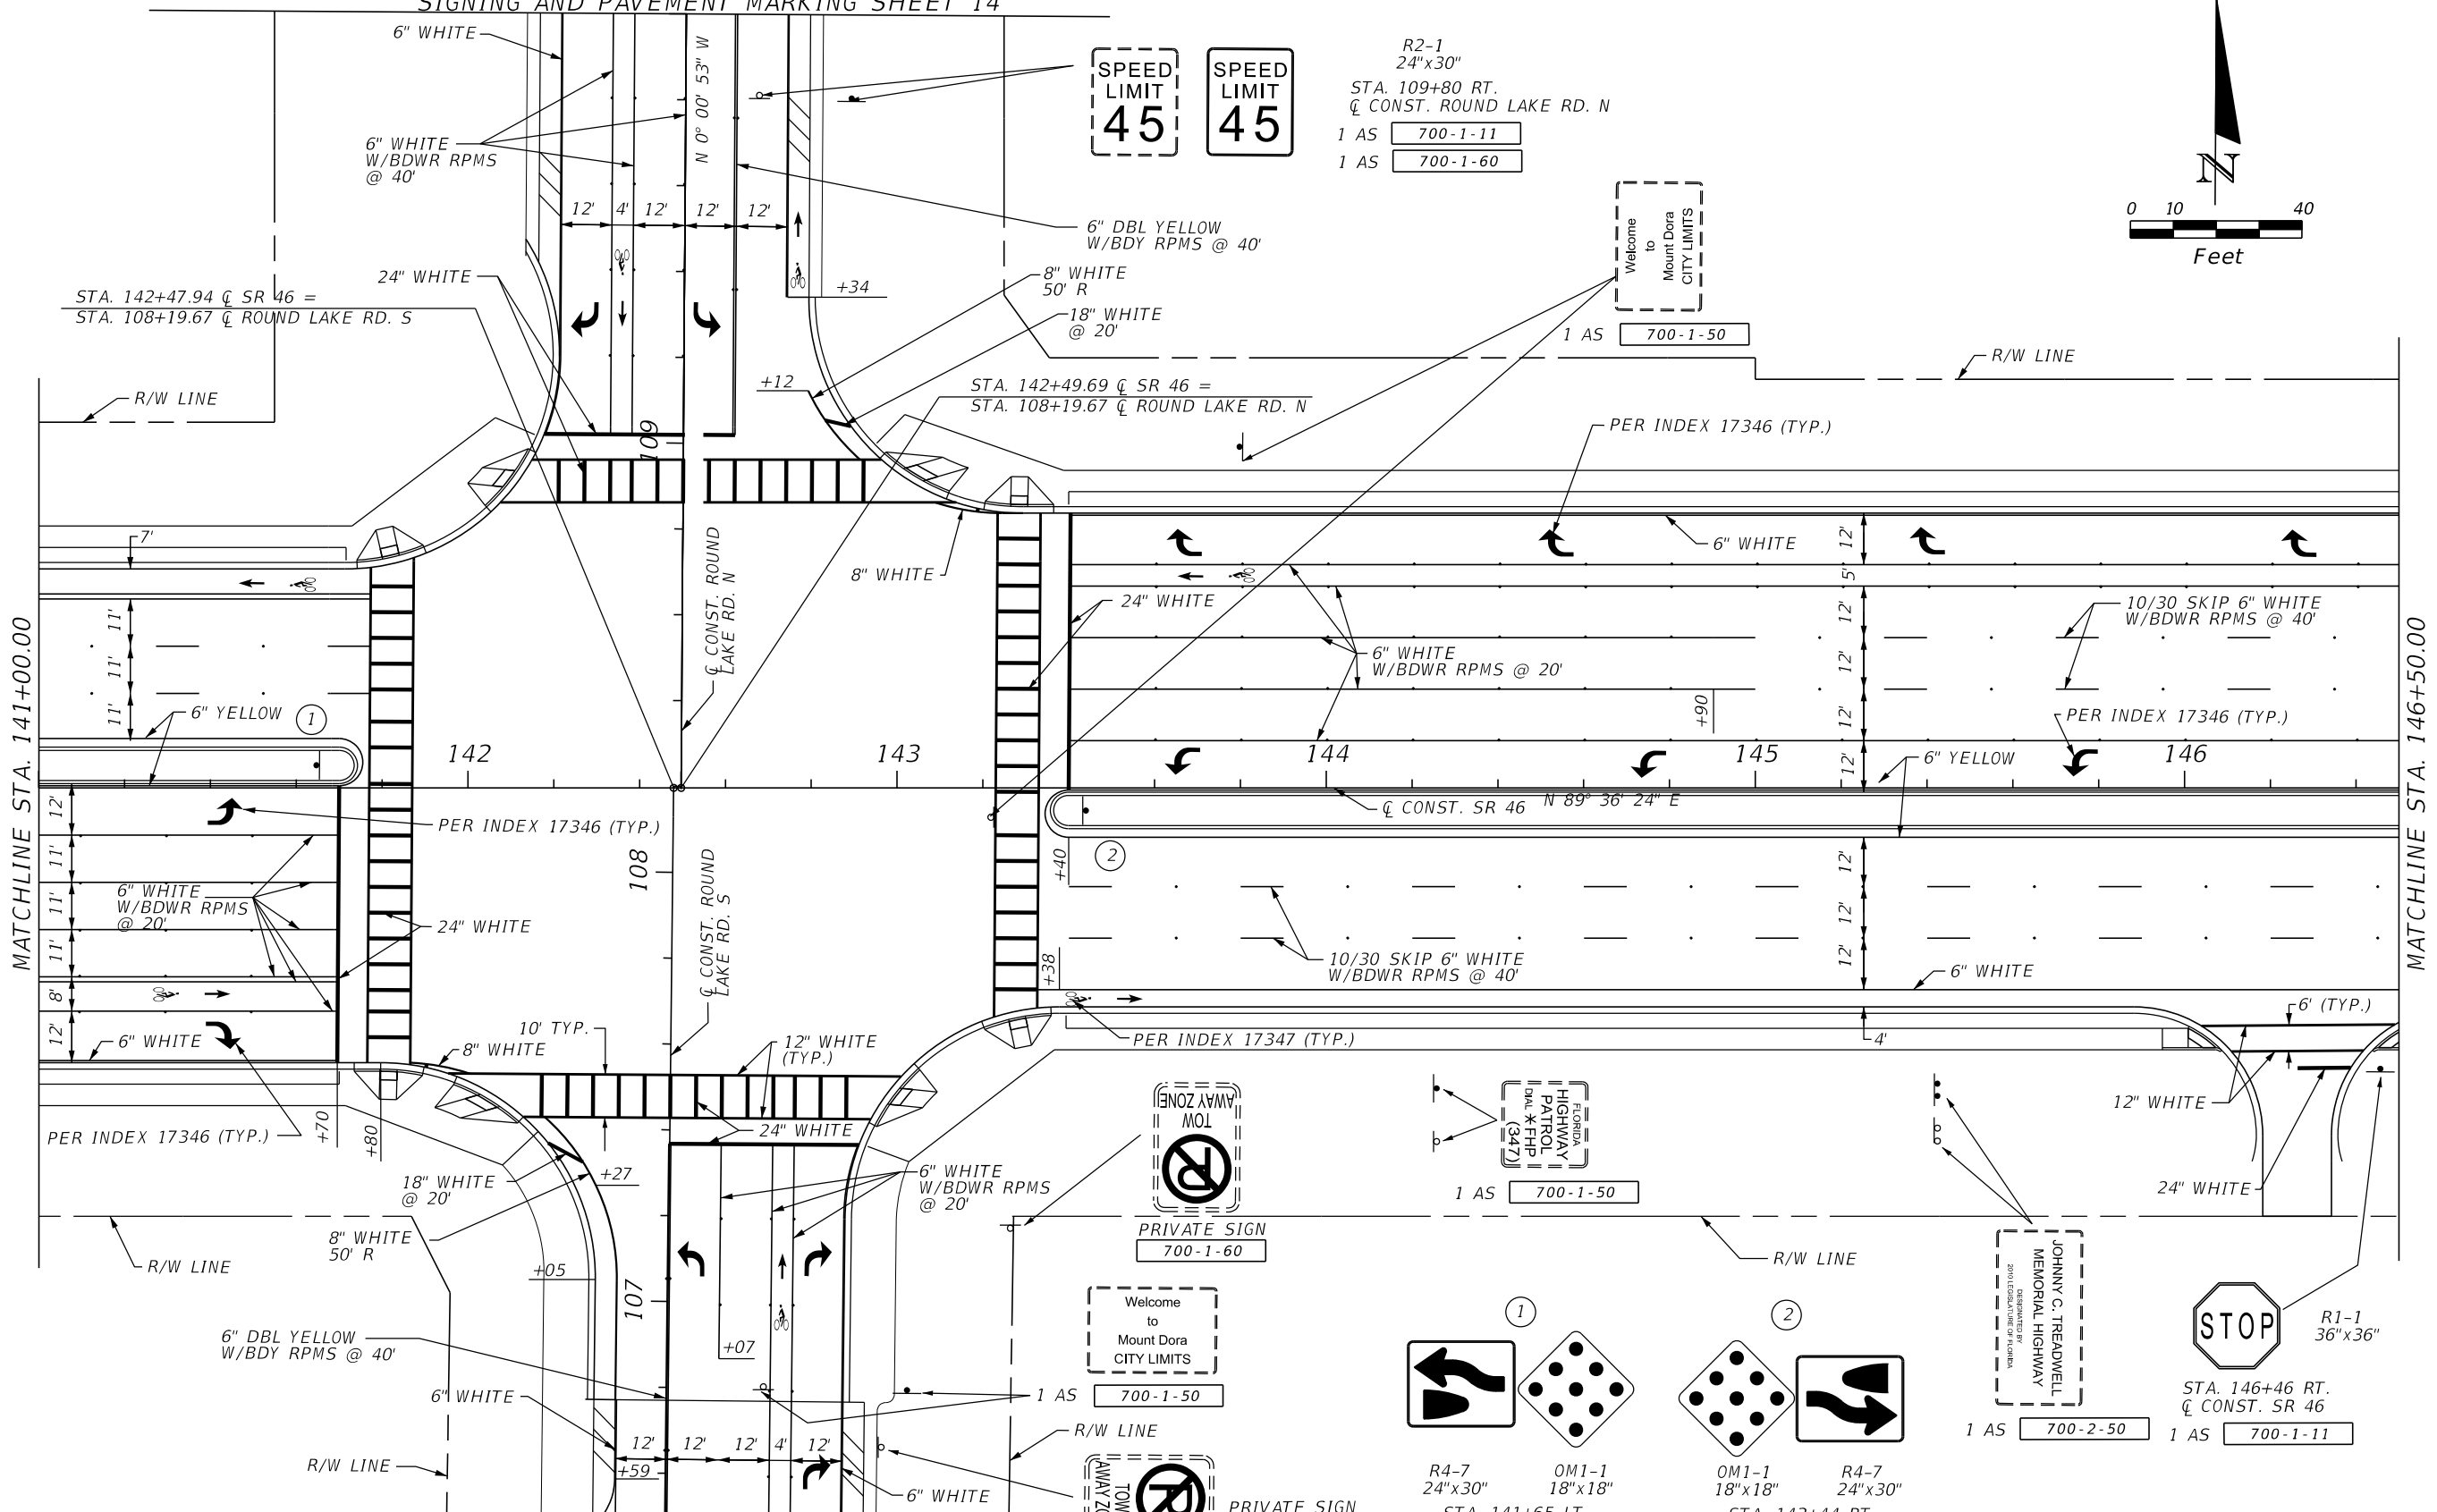 SIGNING AND PAVEMENT MARKING SHEET 14
6" WHITE
N 0° 00' 53" W
6" WHITE
W/BDWR RPMS
@ 40'
12'
4'
12'
12'
12'
24" WHITE
STA. 142+47.94 ℄ SR 46 =
STA. 108+19.67 ℄ ROUND LAKE RD. S
R/W LINE
SPEED
LIMIT
45
SPEED
LIMIT
45
R2-1
24"x30"
STA. 109+80 RT.
℄ CONST. ROUND LAKE RD. N
1 AS 700-1-11
1 AS 700-1-60
6" DBL YELLOW
W/BDY RPMS @ 40'
8" WHITE
50' R
+34
18" WHITE
@ 20'
+12
STA. 142+49.69 ℄ SR 46 =
STA. 108+19.67 ℄ ROUND LAKE RD. N
Welcome
to
Mount Dora
CITY LIMITS
1 AS 700-1-50
N
0 10 40
Feet
R/W LINE
PER INDEX 17346 (TYP.)
109
7'
11'
11'
11'
6" YELLOW
1
MATCHLINE STA. 141+00.00
142
143
144
145
146
℄ CONST. ROUND
LAKE RD. N
8" WHITE
24" WHITE
6" WHITE
12'
5'
12'
12'
12'
12'
10/30 SKIP 6" WHITE
W/BDWR RPMS @ 40'
6" WHITE
W/BDWR RPMS @ 20'
+90
PER INDEX 17346 (TYP.)
6" YELLOW
MATCHLINE STA. 146+50.00
℄ CONST. SR 46
N 89° 36' 24" E
12'
11'
11'
11'
8'
12'
PER INDEX 17346 (TYP.)
6" WHITE
W/BDWR RPMS
@ 20'
24" WHITE
108
℄ CONST. ROUND
LAKE RD. S
+40
2
+38
12'
12'
12'
10/30 SKIP 6" WHITE
W/BDWR RPMS @ 40'
6" WHITE
6' (TYP.)
6" WHITE
8" WHITE
10' TYP.
12" WHITE
(TYP.)
PER INDEX 17347 (TYP.)
4'
PER INDEX 17346 (TYP.)
+70
+80
24" WHITE
18" WHITE
@ 20'
+27
8" WHITE
50' R
R/W LINE
+05
107
6" WHITE
W/BDWR RPMS
@ 20'
TOW
AWAY ZONE
P
PRIVATE SIGN
700-1-60
FLORIDA
HIGHWAY
PATROL
DIAL *FHP
(347)
1 AS 700-1-50
12" WHITE
24" WHITE
R/W LINE
6" DBL YELLOW
W/BDY RPMS @ 40'
+07
6" WHITE
Welcome
to
Mount Dora
CITY LIMITS
1 AS 700-1-50
R/W LINE
12'
12'
12'
4'
12'
+59
R/W LINE
6" WHITE
TOW
AWAY ZO
P
PRIVATE SIGN
1
2
R4-7
24"x30"
OM1-1
18"x18"
OM1-1
18"x18"
R4-7
24"x30"
STA. 141+65 LT.
JOHNNY C. TREADWELL
MEMORIAL HIGHWAY
DESIGNATED BY
2010 LEGISLATURE OF FLORIDA
1 AS 700-2-50
STOP
R1-1
36"x36"
STA. 146+46 RT.
℄ CONST. SR 46
1 AS 700-1-11